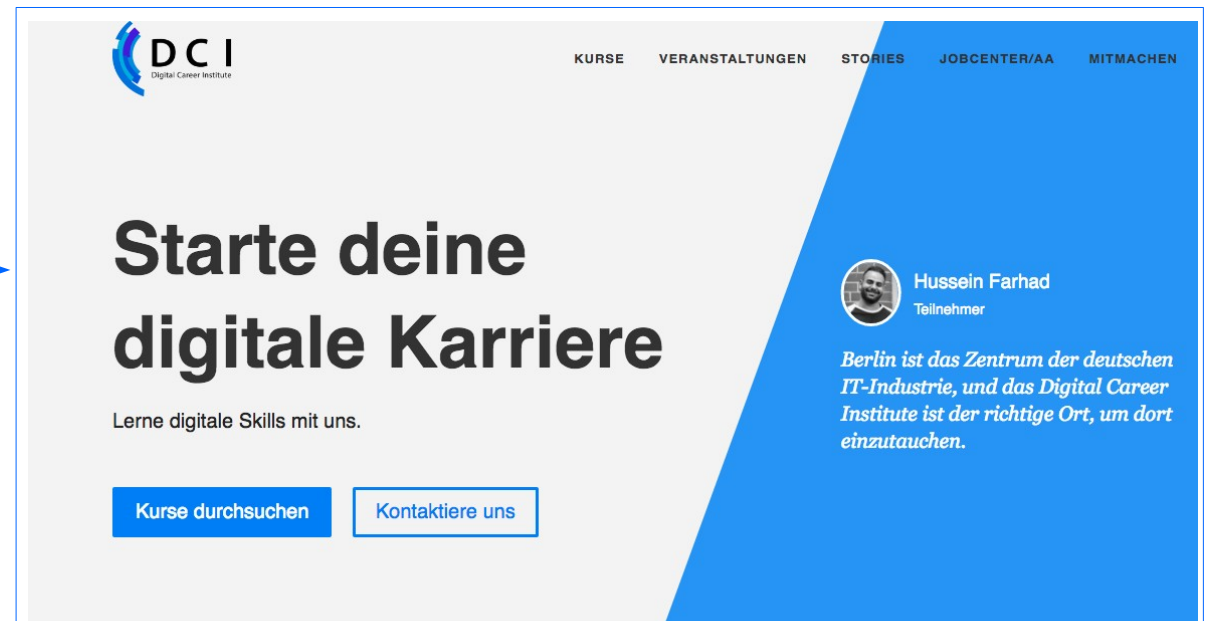 DCI
Digital Career Institute
KURSE VERANSTALTUNGEN STORIES JOBCENTER/AA MITMACHEN
Starte deine
digitale Karriere
Lerne digitale Skills mit uns.
Kurse durchsuchen
Kontaktiere uns
Hussein Farhad
Teilnehmer
Berlin ist das Zentrum der deutschen
IT-Industrie, und das Digital Career
Institute ist der richtige Ort, um dort
einzutauchen.